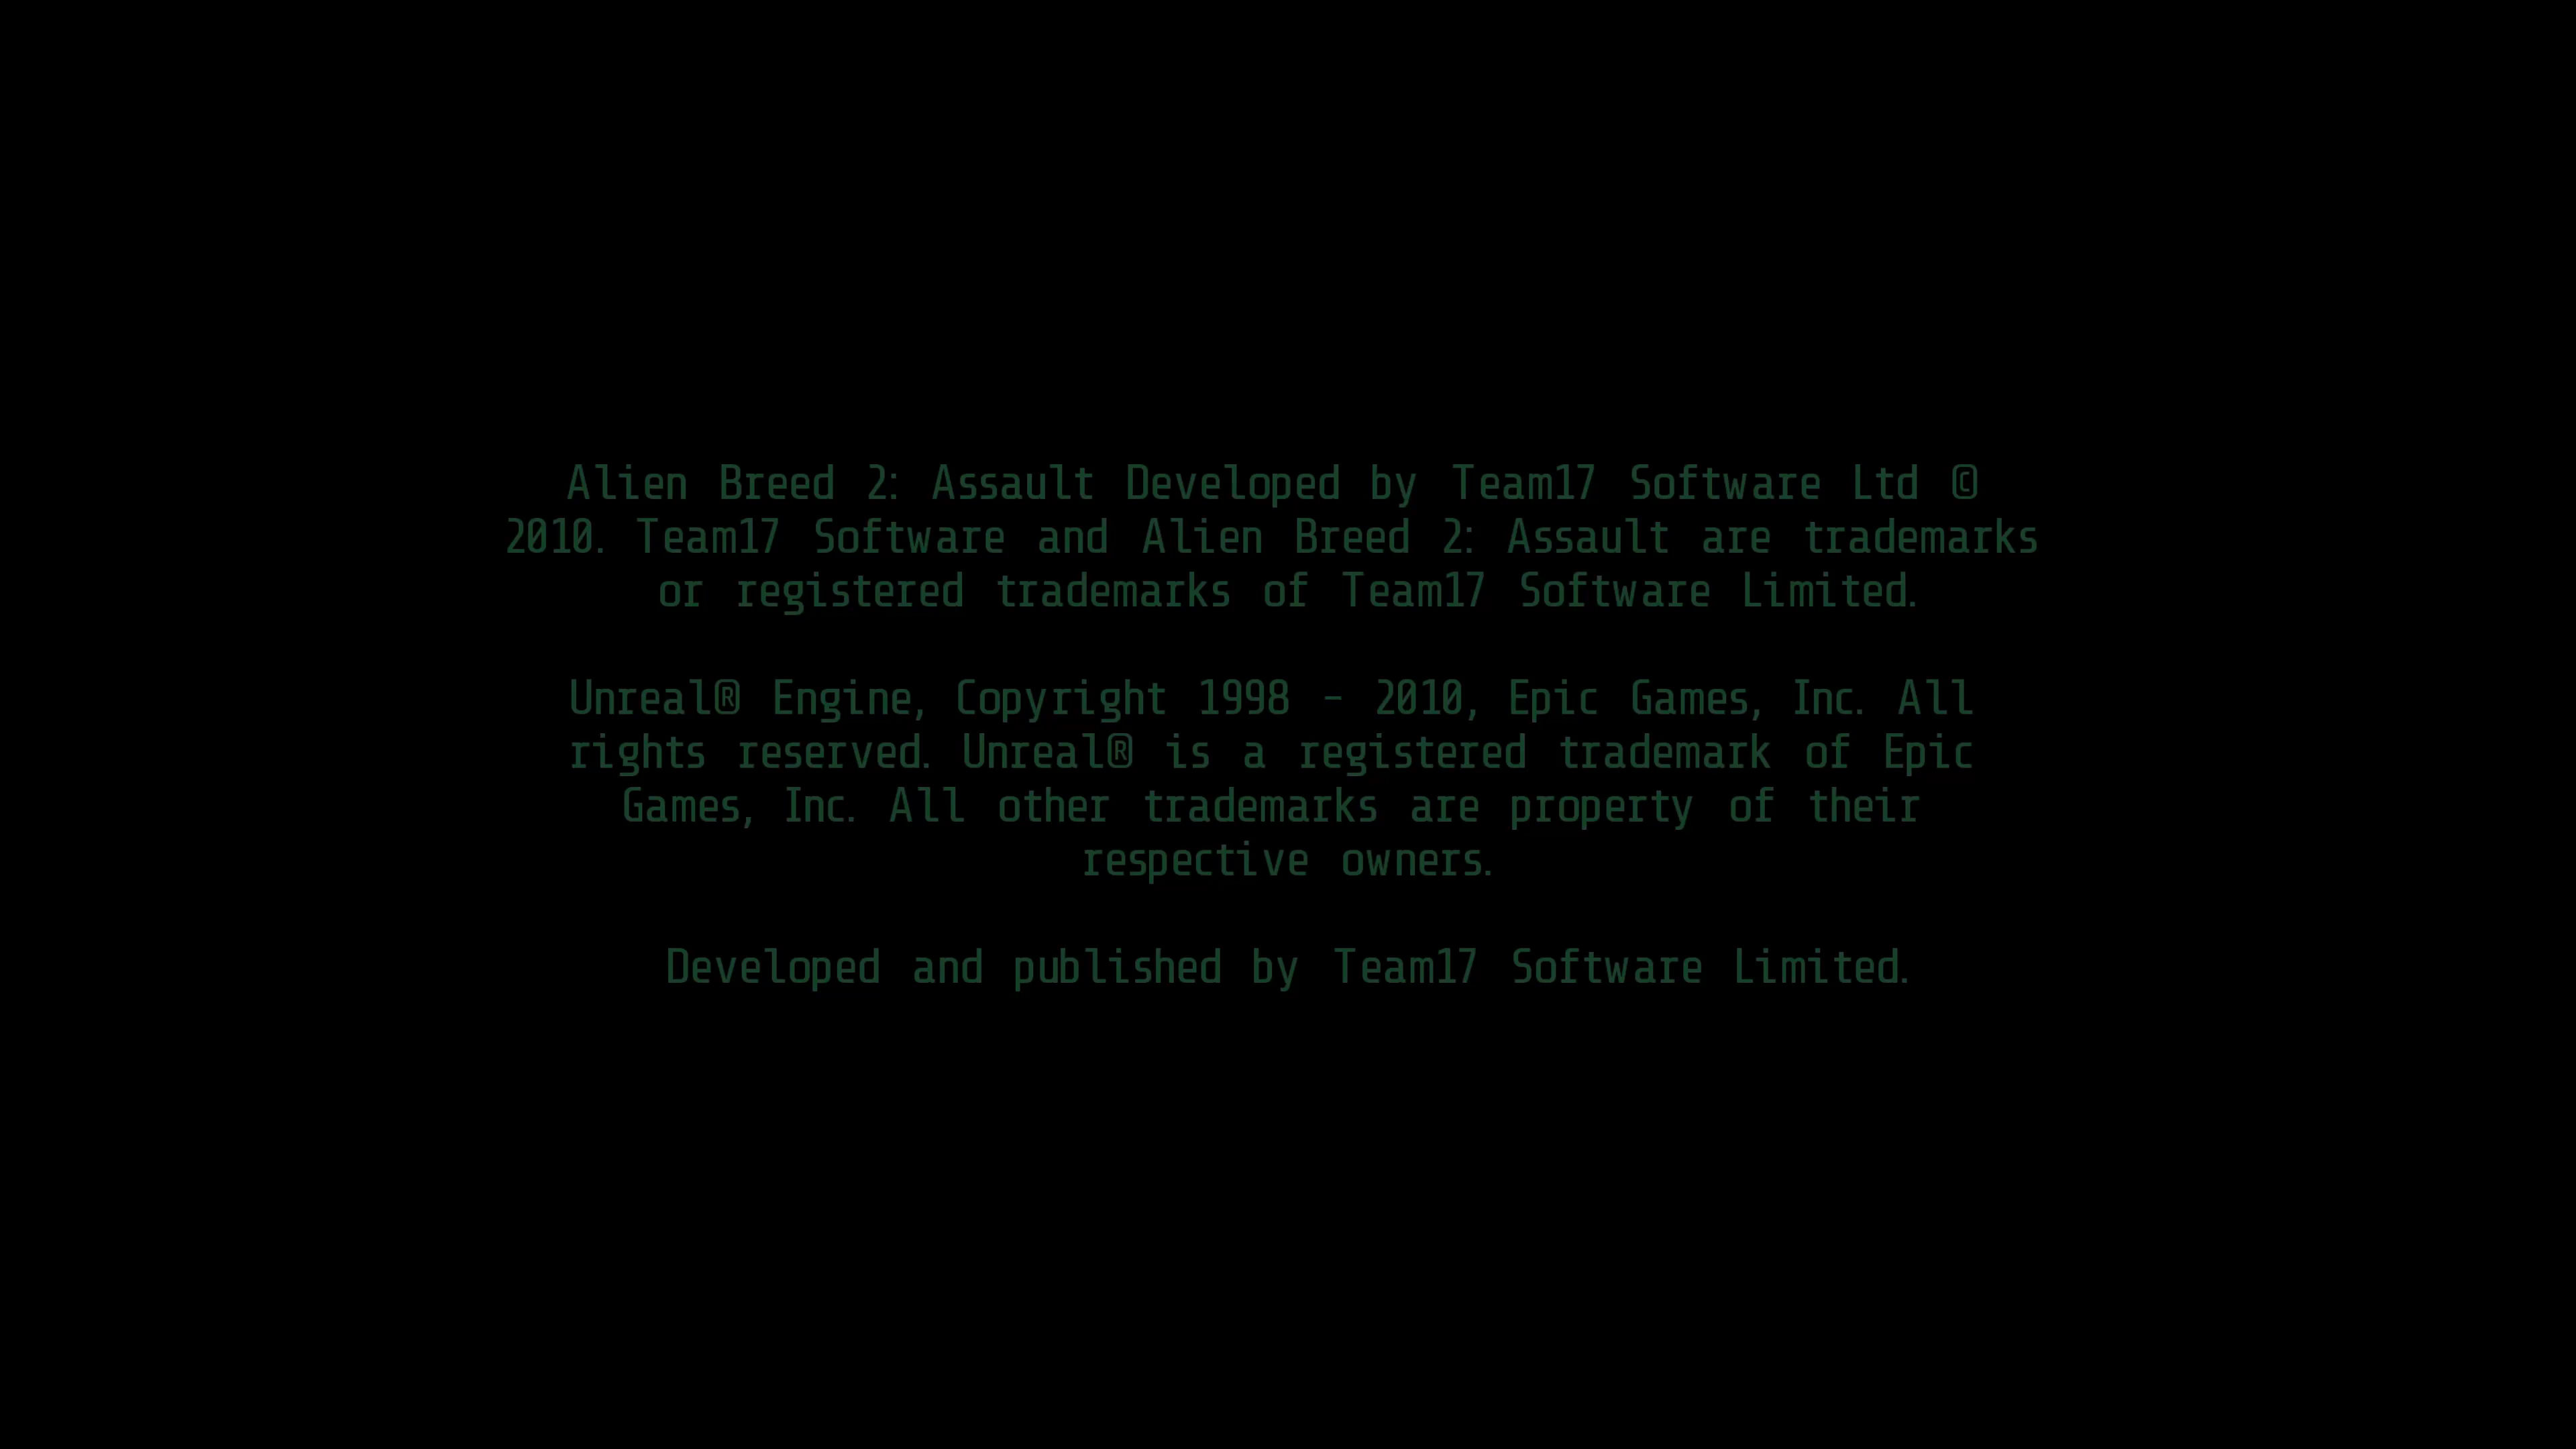 Alien Breed 2: Assault Developed by Team17 Software Ltd ©
2010. Team17 Software and Alien Breed 2: Assault are trademarks
or registered trademarks of Team17 Software Limited.
Unreal® Engine, Copyright 1998 - 2010, Epic Games, Inc. All
rights reserved. Unreal® is a registered trademark of Epic
Games, Inc. All other trademarks are property of their
respective owners.
Developed and published by Team17 Software Limited.